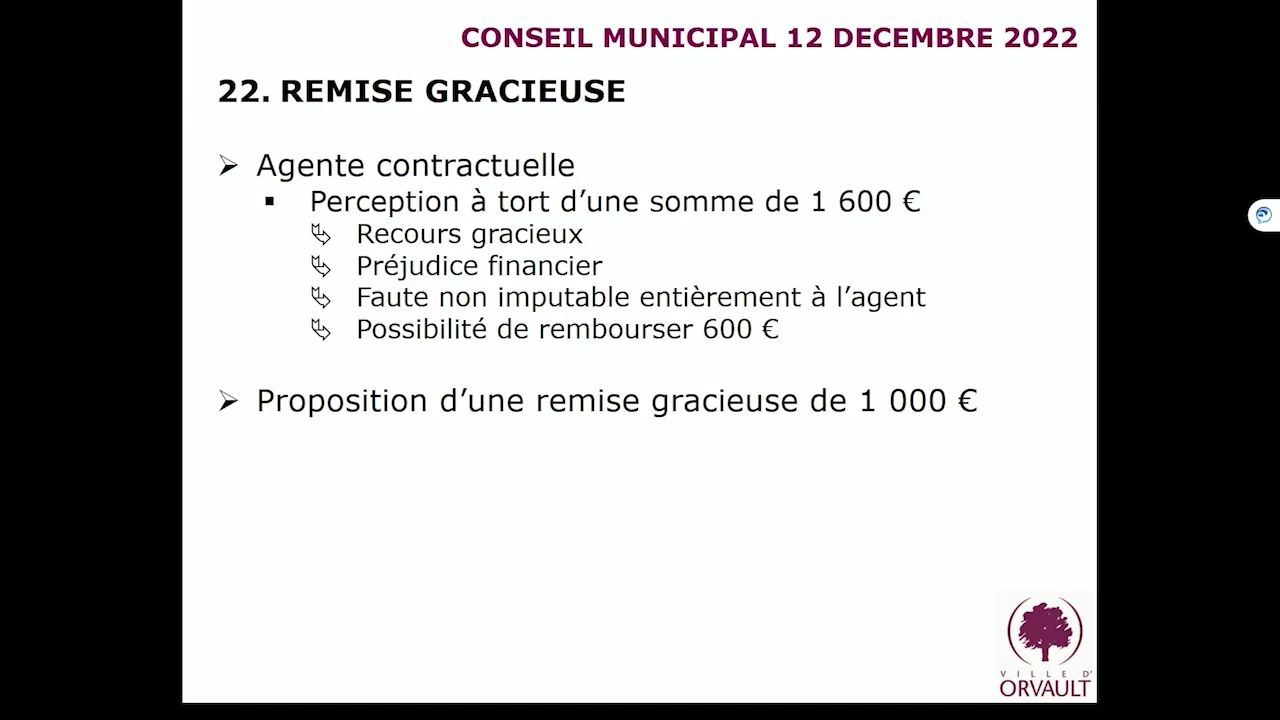 CONSEIL MUNICIPAL 12 DECEMBRE 2022
22. REMISE GRACIEUSE
Agente contractuelle
Perception à tort d’une somme de 1 600 €
Recours gracieux
Préjudice financier
Faute non imputable entièrement à l’agent
Possibilité de rembourser 600 €
Proposition d’une remise gracieuse de 1 000 €
VILLE D’
ORVAULT